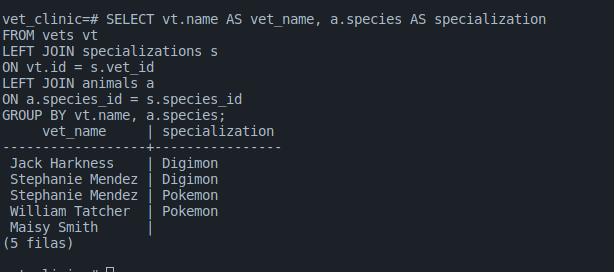 vet_clinic=# SELECT vt.name AS vet_name, a.species AS specialization
FROM vets vt
LEFT JOIN specializations s
ON vt.id = s.vet_id
LEFT JOIN animals a
ON a.species_id = s.species_id
GROUP BY vt.name, a.species;
     vet_name     | specialization
------------------+----------------
 Jack Harkness    | Digimon
 Stephanie Mendez | Digimon
 Stephanie Mendez | Pokemon
 William Tatcher  | Pokemon
 Maisy Smith      |
(5 filas)